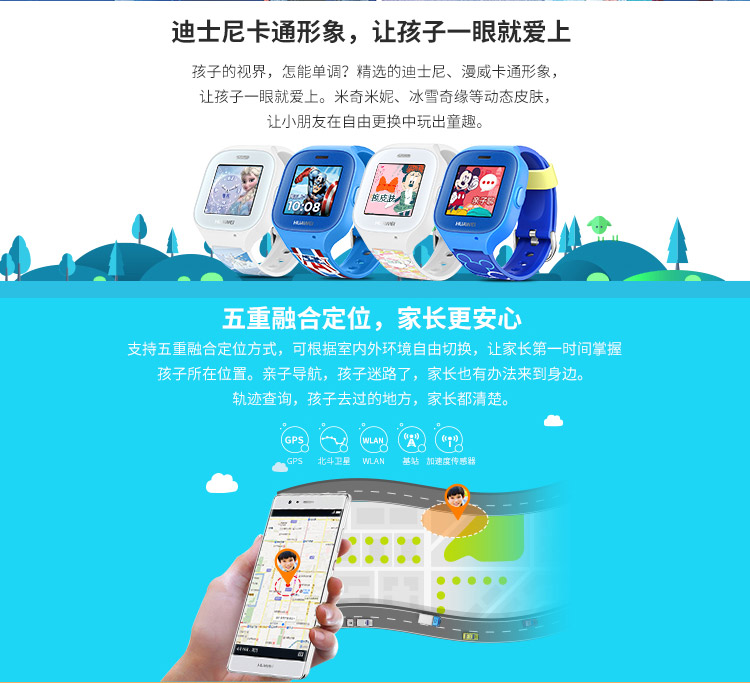 迪士尼卡通形象，让孩子一眼就爱上
孩子的视界，怎能单调？精选的迪士尼、漫威卡通形象，
让孩子一眼就爱上。米奇米妮、冰雪奇缘等动态皮肤，
让小朋友在自由更换中玩出童趣。
10:08
换皮肤
亲子聊
HUAWEI
HUAWEI
五重融合定位，家长更安心
支持五重融合定位方式，可根据室内外环境自由切换，让家长第一时间掌握
孩子所在位置。亲子导航，孩子迷路了，家长也有办法来到身边。
轨迹查询，孩子去过的地方，家长都清楚。
GPS WLAN
GPS 北斗卫星 WLAN 基站 加速度传感器
HUAWEI